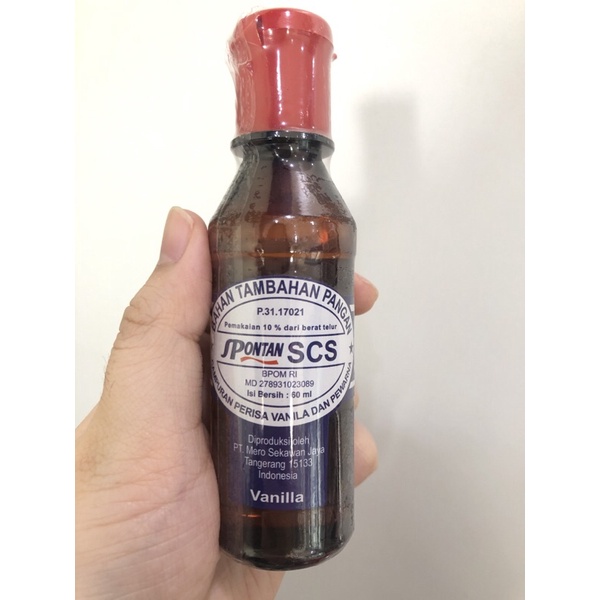 BAHAN TAMBAHAN PANGAN
P.31.17021
Pemakaian 10 % dari berat telur
SPONTAN SCS
BPOM RI
MD 278931023089
Isi Bersih : 60 ml
PERISA VANILA DAN
Diproduksi oleh
PT. Mero Sekawan Jaya
Tangerang 15133
Indonesia
Vanilla